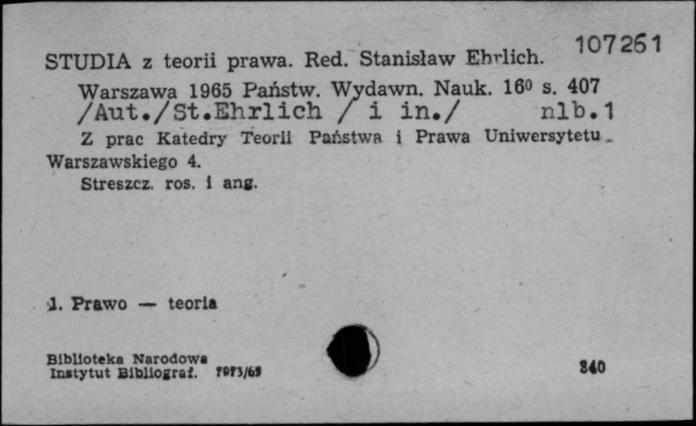 107261
STUDIA z teorii prawa. Red. Stanisław Ehrlich.
Warszawa 1965 Państw. Wydawn. Nauk. 16⁰ s. 407
/Aut./St.Ehrlich / i in./ nlb.1
Z prac Katedry Teorii Państwa i Prawa Uniwersytetu
Warszawskiego 4.
Streszcz. ros. i ang.
1. Prawo — teoria
Biblioteka Narodowa
Instytut Bibliograf. 7973/65
340